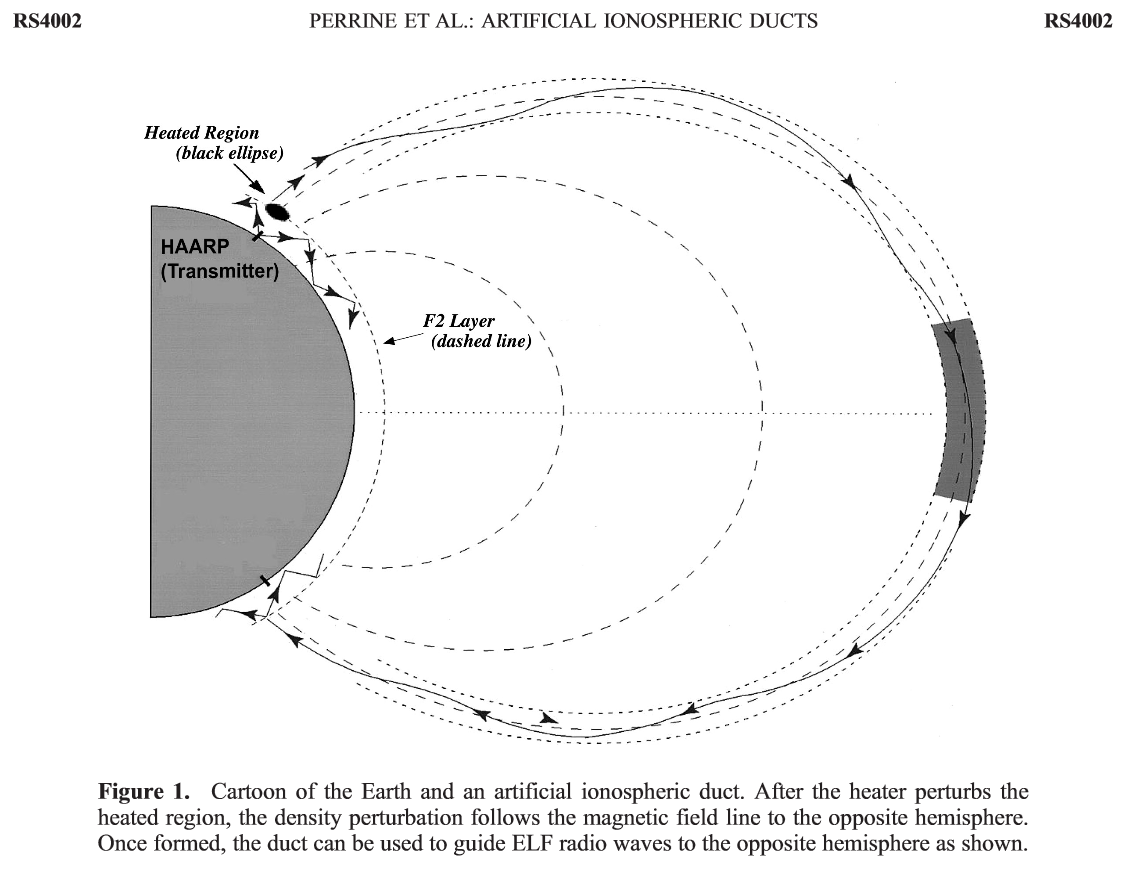 RS4002 PERRINE ET AL.: ARTIFICIAL IONOSPHERIC DUCTS RS4002
Heated Region
(black ellipse)
HAARP
(Transmitter)
F2 Layer
(dashed line)
Figure 1. Cartoon of the Earth and an artificial ionospheric duct. After the heater perturbs the
heated region, the density perturbation follows the magnetic field line to the opposite hemisphere.
Once formed, the duct can be used to guide ELF radio waves to the opposite hemisphere as shown.